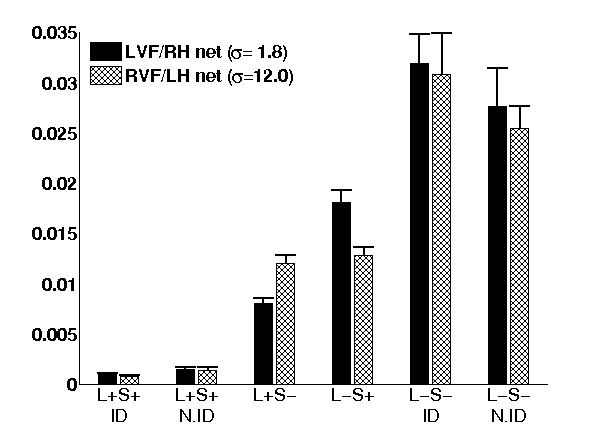 0.035
0.03
0.025
0.02
0.015
0.01
0.005
0
LVF/RH net (σ= 1.8)
RVF/LH net (σ=12.0)
L+S+ L+S+ L+S− L−S+ L−S− L−S−
ID N.ID ID N.ID